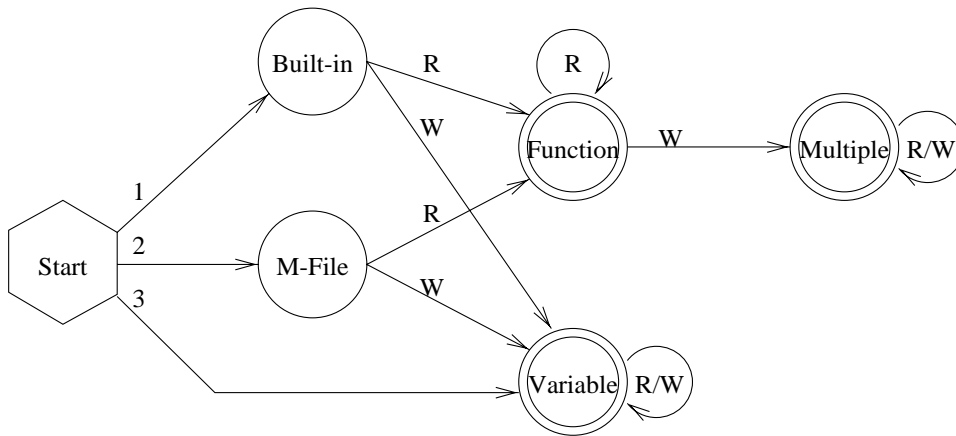 Built-in
R
R
W
Function
W
Multiple
R/W
1
2
Start
3
M-File
R
W
Variable
R/W